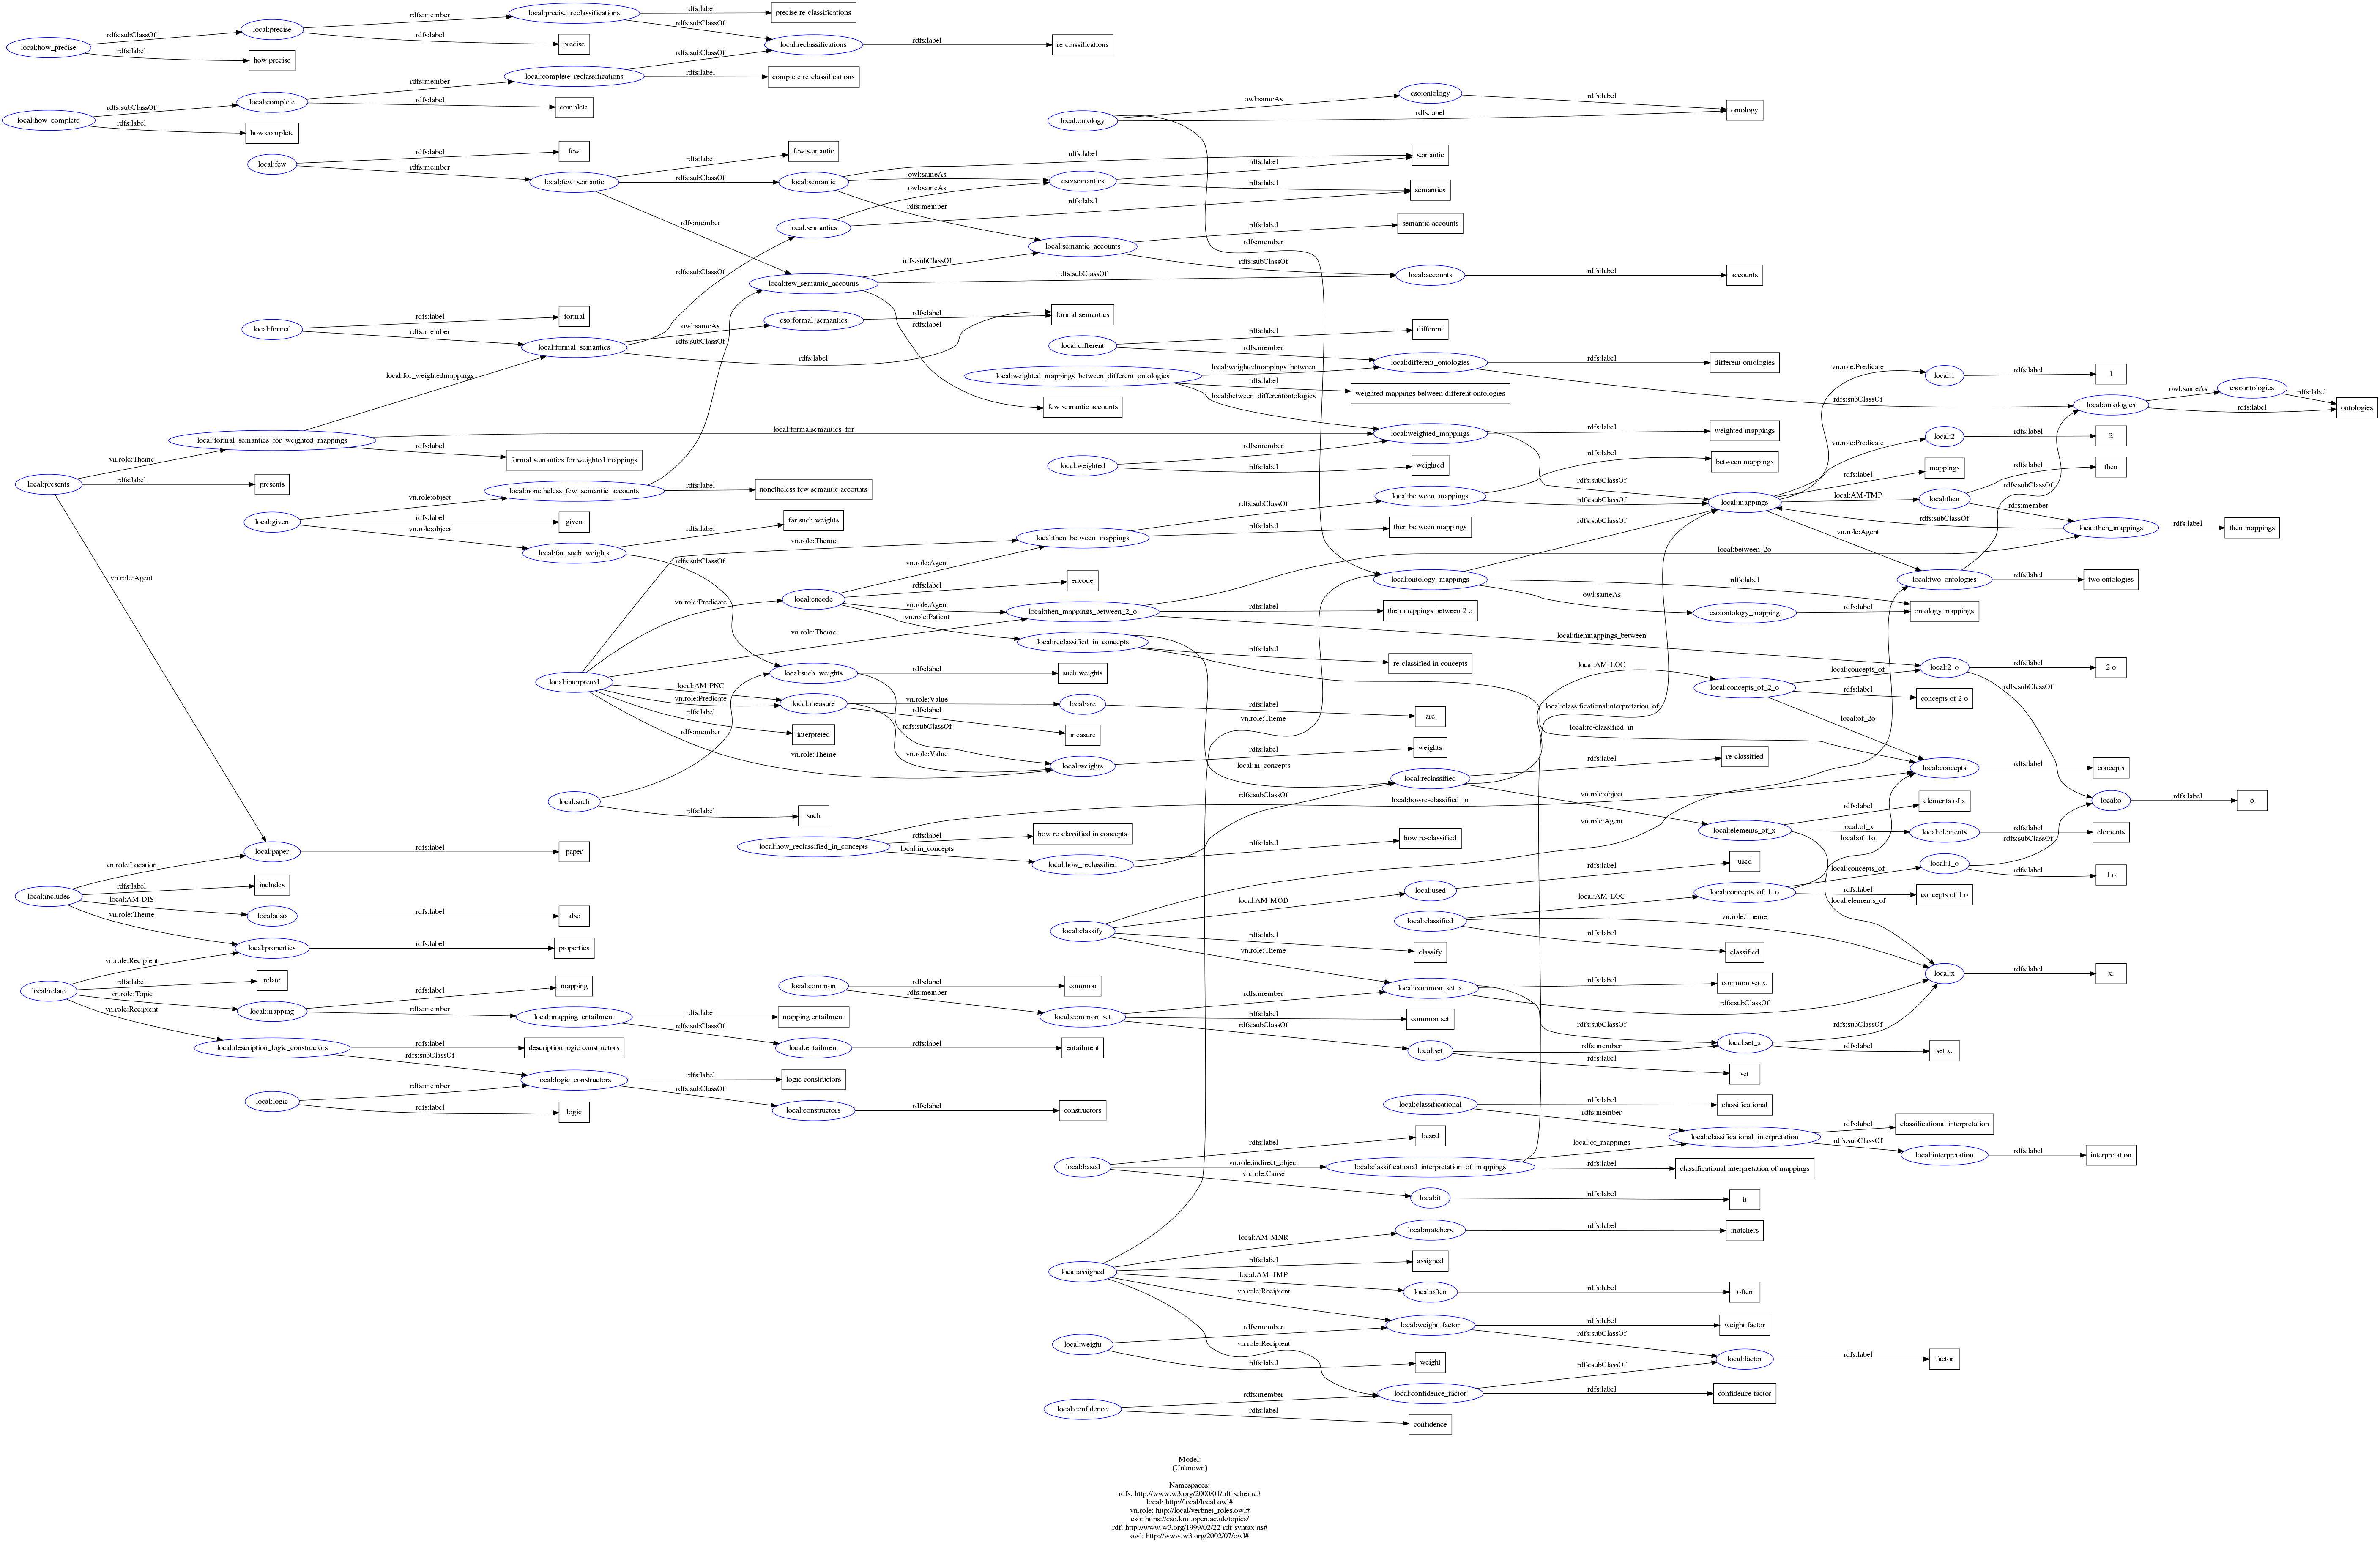 local:how_precise
rdfs:subClassOf
rdfs:label
local:precise
how precise
rdfs:member
rdfs:label
local:precise_reclassifications
precise
rdfs:label
rdfs:subClassOf
precise re-classifications
local:reclassifications
rdfs:label
re-classifications
local:how_complete
rdfs:subClassOf
rdfs:label
local:complete
how complete
rdfs:member
rdfs:label
local:complete_reclassifications
complete
rdfs:subClassOf
rdfs:label
complete re-classifications
local:ontology
owl:sameAs
rdfs:label
rdfs:member
cso:ontology
rdfs:label
ontology
local:few
rdfs:label
rdfs:member
few
local:few_semantic
rdfs:label
rdfs:subClassOf
rdfs:member
few semantic
local:semantic
rdfs:label
owl:sameAs
rdfs:member
semantic
cso:semantics
rdfs:label
rdfs:label
semantics
local:semantics
owl:sameAs
rdfs:label
local:semantic_accounts
rdfs:label
rdfs:subClassOf
semantic accounts
local:accounts
rdfs:label
accounts
local:few_semantic_accounts
rdfs:subClassOf
rdfs:subClassOf
rdfs:label
few semantic accounts
local:formal
rdfs:label
rdfs:member
formal
local:formal_semantics
rdfs:subClassOf
owl:sameAs
rdfs:label
cso:formal_semantics
rdfs:label
formal semantics
local:different
rdfs:label
rdfs:member
different
local:different_ontologies
rdfs:label
rdfs:subClassOf
different ontologies
local:weighted_mappings_between_different_ontologies
local:weightedmappings_between
rdfs:label
local:between_differentontologies
weighted mappings between different ontologies
local:weighted_mappings
rdfs:label
rdfs:subClassOf
weighted mappings
local:weighted
rdfs:member
rdfs:label
weighted
local:formal_semantics_for_weighted_mappings
local:for_weightedmappings
local:formalsemantics_for
rdfs:label
formal semantics for weighted mappings
local:presents
vn.role:Theme
rdfs:label
vn.role:Agent
presents
local:given
vn.role:object
rdfs:label
vn.role:object
given
local:nonetheless_few_semantic_accounts
rdfs:subClassOf
rdfs:label
nonetheless few semantic accounts
local:far_such_weights
rdfs:label
rdfs:subClassOf
far such weights
local:between_mappings
rdfs:label
rdfs:subClassOf
between mappings
local:then_between_mappings
rdfs:subClassOf
rdfs:label
then between mappings
local:mappings
vn.role:Predicate
vn.role:Predicate
rdfs:label
local:AM-TMP
vn.role:Agent
mappings
local:1
rdfs:label
1
local:2
rdfs:label
2
local:then
rdfs:label
rdfs:member
then
local:then_mappings
rdfs:subClassOf
rdfs:label
then mappings
local:ontologies
owl:sameAs
rdfs:label
cso:ontologies
rdfs:label
ontologies
local:two_ontologies
rdfs:subClassOf
rdfs:label
two ontologies
local:ontology_mappings
rdfs:subClassOf
rdfs:label
owl:sameAs
cso:ontology_mapping
rdfs:label
ontology mappings
local:encode
vn.role:Agent
rdfs:label
vn.role:Agent
vn.role:Patient
encode
local:then_mappings_between_2_o
local:between_2o
rdfs:label
local:thenmappings_between
then mappings between 2 o
local:reclassified_in_concepts
local:in_concepts
rdfs:label
local:re-classified_in
re-classified in concepts
local:interpreted
vn.role:Theme
vn.role:Predicate
vn.role:Theme
local:AM-PNC
vn.role:Predicate
rdfs:label
rdfs:member
vn.role:Theme
interpreted
local:such_weights
rdfs:label
rdfs:subClassOf
such weights
local:measure
vn.role:Value
rdfs:label
vn.role:Value
measure
local:are
rdfs:label
are
local:weights
rdfs:label
weights
local:such
rdfs:label
such
local:2_o
rdfs:label
rdfs:subClassOf
2 o
local:concepts_of_2_o
local:concepts_of
rdfs:label
local:of_2o
concepts of 2 o
local:concepts
rdfs:label
concepts
local:reclassified
local:AM-LOC
rdfs:label
vn.role:object
re-classified
local:how_reclassified_in_concepts
local:howre-classified_in
rdfs:label
local:in_concepts
how re-classified in concepts
local:how_reclassified
rdfs:subClassOf
rdfs:label
how re-classified
local:elements_of_x
rdfs:label
local:of_x
local:elements_of
elements of x
local:elements
rdfs:label
elements
local:o
rdfs:label
o
local:1_o
rdfs:subClassOf
rdfs:label
1 o
local:concepts_of_1_o
local:of_1o
local:concepts_of
rdfs:label
concepts of 1 o
local:paper
rdfs:label
paper
local:includes
vn.role:Location
rdfs:label
local:AM-DIS
vn.role:Theme
includes
local:also
rdfs:label
also
local:properties
rdfs:label
properties
local:relate
vn.role:Recipient
rdfs:label
vn.role:Topic
vn.role:Recipient
relate
local:mapping
rdfs:label
rdfs:member
mapping
local:mapping_entailment
rdfs:label
rdfs:subClassOf
mapping entailment
local:entailment
rdfs:label
entailment
local:description_logic_constructors
rdfs:label
rdfs:subClassOf
description logic constructors
local:logic
rdfs:member
rdfs:label
logic
local:logic_constructors
rdfs:label
rdfs:subClassOf
logic constructors
local:constructors
rdfs:label
constructors
local:classify
vn.role:Agent
local:AM-MOD
rdfs:label
vn.role:Theme
classify
local:used
rdfs:label
used
local:classified
local:AM-LOC
vn.role:Theme
rdfs:label
classified
local:x
rdfs:label
x.
local:common
rdfs:label
rdfs:member
common
local:common_set
rdfs:member
rdfs:label
rdfs:subClassOf
common set
local:common_set_x
rdfs:label
rdfs:subClassOf
rdfs:subClassOf
common set x.
local:set
rdfs:member
rdfs:label
set
local:set_x
rdfs:subClassOf
rdfs:label
set x.
local:classificational
rdfs:label
rdfs:member
classificational
local:classificational_interpretation
rdfs:label
rdfs:subClassOf
classificational interpretation
local:interpretation
rdfs:label
interpretation
local:based
rdfs:label
vn.role:indirect_object
vn.role:Cause
based
local:classificational_interpretation_of_mappings
local:classificationalinterpretation_of
local:of_mappings
rdfs:label
classificational interpretation of mappings
local:it
rdfs:label
it
local:assigned
vn.role:Theme
local:AM-MNR
rdfs:label
local:AM-TMP
vn.role:Recipient
vn.role:Recipient
assigned
local:matchers
rdfs:label
matchers
local:often
rdfs:label
often
local:weight
rdfs:member
rdfs:label
weight
local:weight_factor
rdfs:label
rdfs:subClassOf
weight factor
local:factor
rdfs:label
factor
local:confidence
rdfs:member
rdfs:label
confidence
local:confidence_factor
rdfs:subClassOf
rdfs:label
confidence factor
Model:
(Unknown)
Namespaces:
rdfs: http://www.w3.org/2000/01/rdf-schema#
local: http://local/local.owl#
vn.role: http://local/verbnet_roles.owl#
cso: https://cso.kmi.open.ac.uk/topics/
rdf: http://www.w3.org/1999/02/22-rdf-syntax-ns#
owl: http://www.w3.org/2002/07/owl#